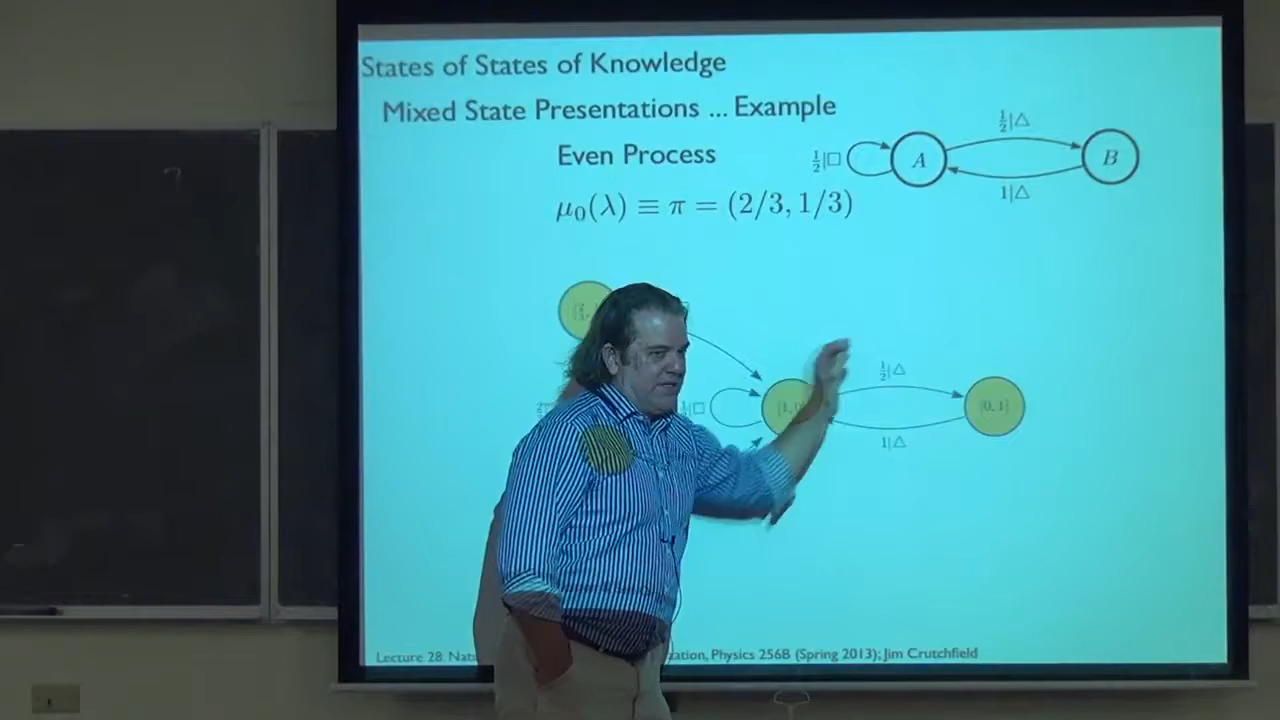 States of States of Knowledge
Mixed State Presentations ... Example
Even Process
μ₀(λ) ≡ π = (2/3, 1/3)
½|△
½|□
A
B
1|△
½|△
|□
[0, 1]
1|△
Lecture 28: Physics 256B (Spring 2013); Jim Crutchfield